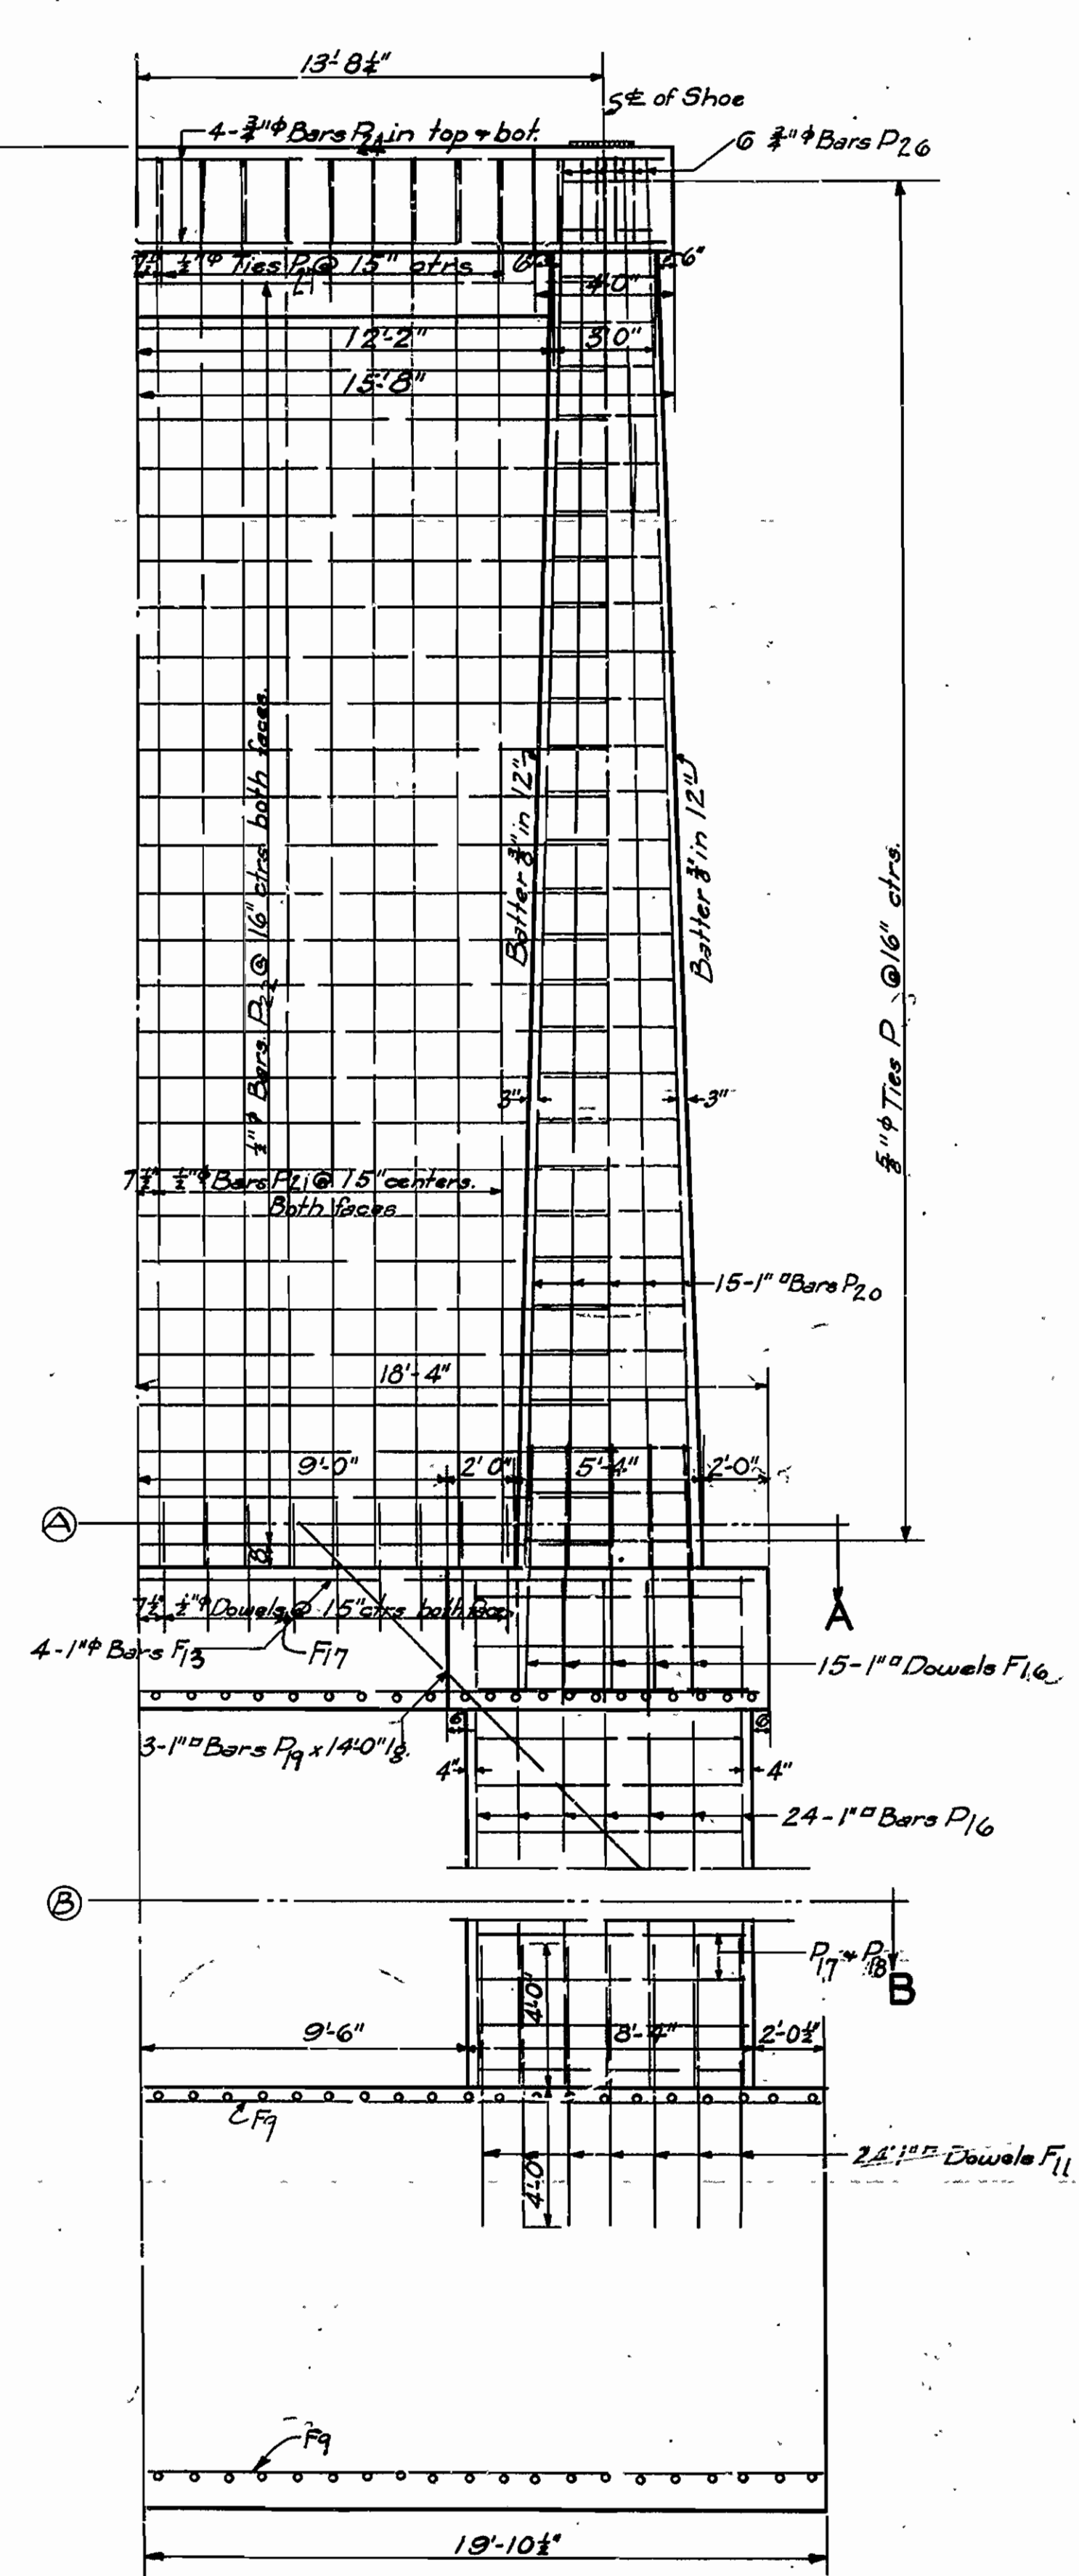 13'-8¼"
S ℄ of Shoe
4-¾"ϕ Bars P24 in top & bot.
6 ¾"ϕ Bars P26
7½" ½"ϕ Ties P21 @ 15" ctrs
6"
6"
4'-0"
12'-2"
3'0"
15'-8"
½"ϕ Bars P22 @ 16" ctrs both faces.
Batter ⅜" in 12"
Batter ⅜" in 12"
⅝"ϕ Ties P @ 16" ctrs.
3"
3"
7½" ½"ϕ Bars P21 @ 15" centers.
Both faces
15-1"□ Bars P20
18'-4"
9'-0"
2'0"
5'-4"
2'-0"
A
8"
A
7½" ½"ϕ Dowels @ 15" ctrs both faces
4-1"ϕ Bars F13
F17
15-1"□ Dowels F16
6"
6"
3-1"□ Bars P19 x 14'0" lg.
4"
4"
24-1"□ Bars P16
B
P17 & P18
B
4'-0"
9'-6"
8'-4"
2'-0½"
F9
24-1"□ Dowels F11
4'-0"
F9
19'-10½"